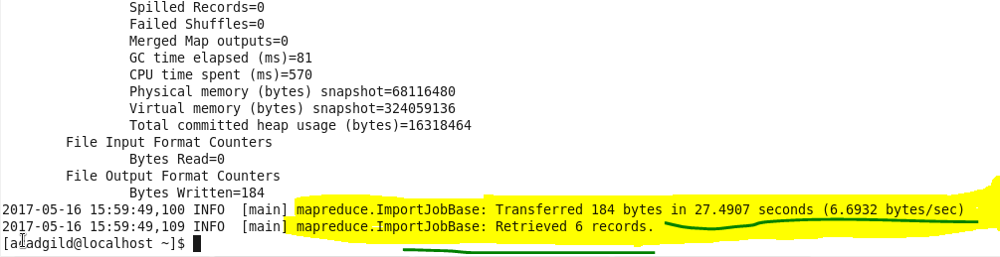 Spilled Records=0
Failed Shuffles=0
Merged Map outputs=0
GC time elapsed (ms)=81
CPU time spent (ms)=570
Physical memory (bytes) snapshot=68116480
Virtual memory (bytes) snapshot=324059136
Total committed heap usage (bytes)=16318464
File Input Format Counters
Bytes Read=0
File Output Format Counters
Bytes Written=184
2017-05-16 15:59:49,100 INFO [main] mapreduce.ImportJobBase: Transferred 184 bytes in 27.4907 seconds (6.6932 bytes/sec)
2017-05-16 15:59:49,109 INFO [main] mapreduce.ImportJobBase: Retrieved 6 records.
[acadgild@localhost ~]$